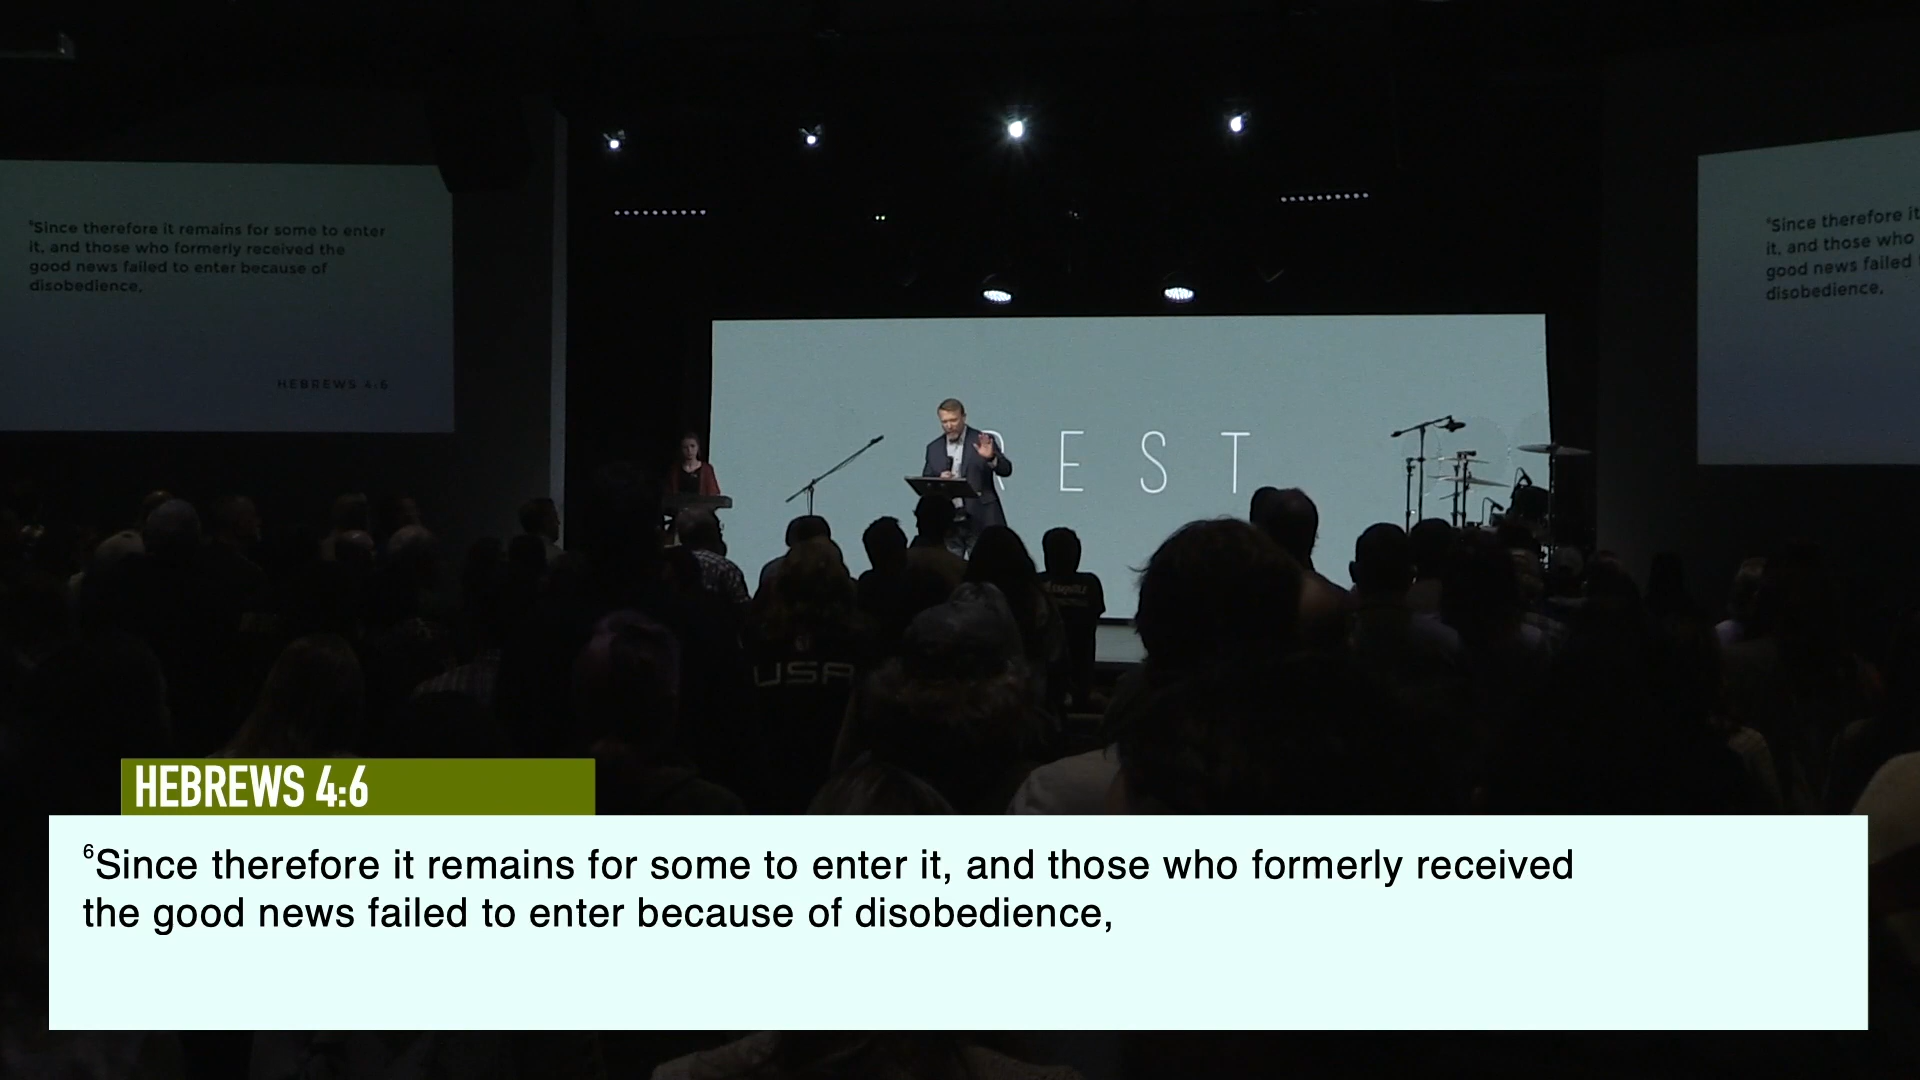 ⁶Since therefore it remains for some to enter
it, and those who formerly received the
good news failed to enter because of
disobedience,
HEBREWS 4:6
⁶Since therefore it
it, and those who
good news failed
disobedience,
REST
USA
HEBREWS 4:6
⁶Since therefore it remains for some to enter it, and those who formerly received
the good news failed to enter because of disobedience,